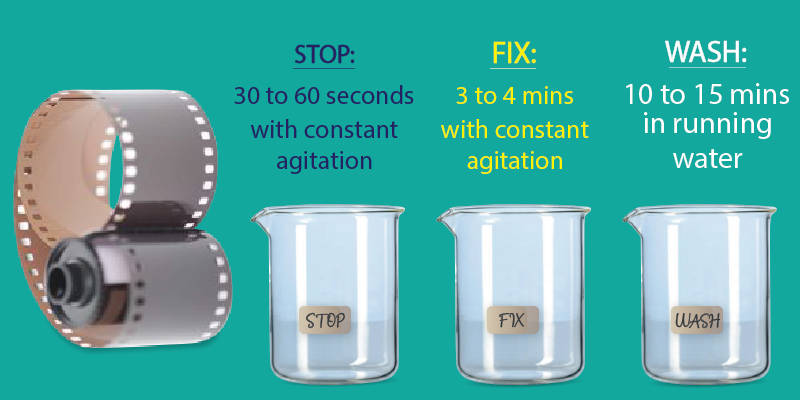 STOP:
30 to 60 seconds
with constant
agitation
FIX:
3 to 4 mins
with constant
agitation
WASH:
10 to 15 mins
in running
water
STOP
FIX
WASH